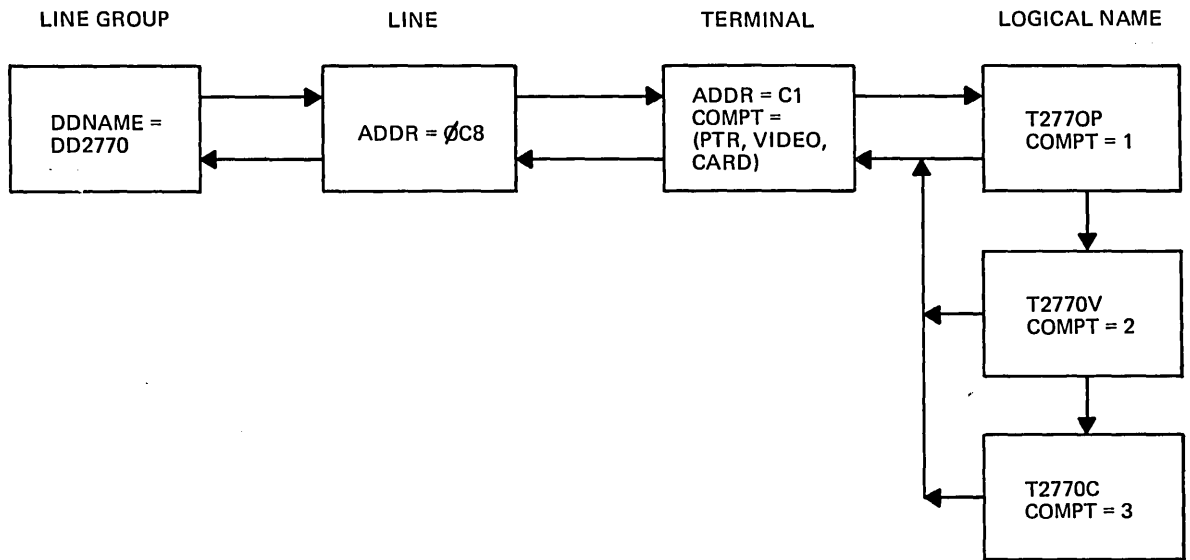 LINE GROUP
LINE
TERMINAL
LOGICAL NAME
DDNAME =
DD2770
ADDR = ØC8
ADDR = C1
COMPT =
(PTR, VIDEO,
CARD)
T277OP
COMPT = 1
T2770V
COMPT = 2
T2770C
COMPT = 3